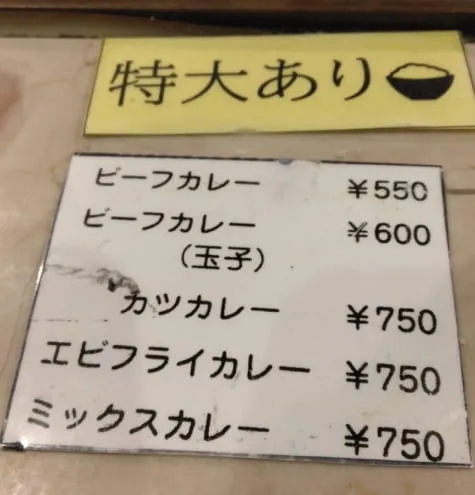 特大あり
ビーフカレー ¥550
ビーフカレー ¥600
（玉子）
カツカレー ¥750
エビフライカレー ¥750
ミックスカレー ¥750